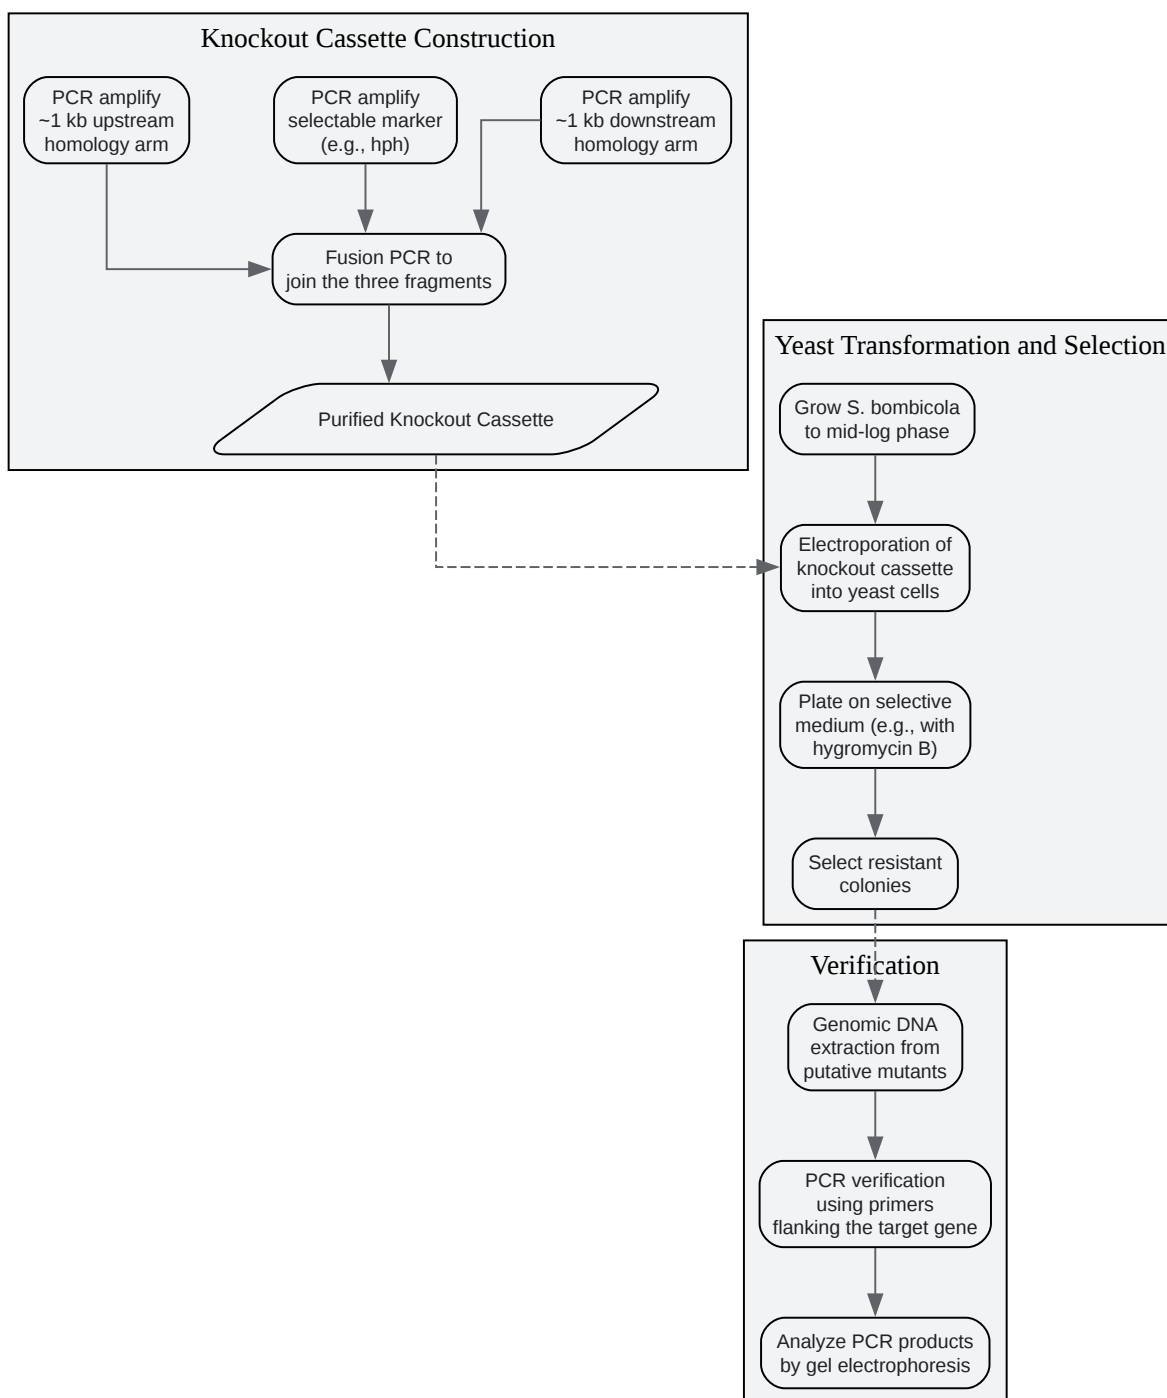 Knockout Cassette Construction
PCR amplify
~1 kb upstream
homology arm
PCR amplify
selectable marker
(e.g., hph)
PCR amplify
~1 kb downstream
homology arm
Fusion PCR to
join the three fragments
Purified Knockout Cassette
Yeast Transformation and Selection
Grow S. bombicola
to mid-log phase
Electroporation of
knockout cassette
into yeast cells
Plate on selective
medium (e.g., with
hygromycin B)
Select resistant
colonies
Verification
Genomic DNA
extraction from
putative mutants
PCR verification
using primers
flanking the target gene
Analyze PCR products
by gel electrophoresis